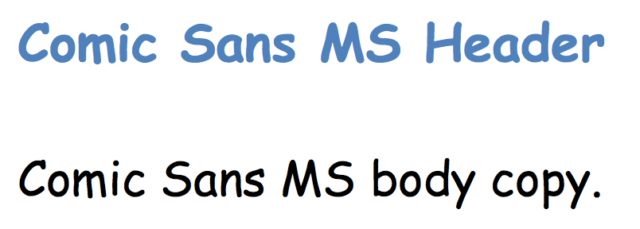 Comic Sans MS Header
Comic Sans MS body copy.